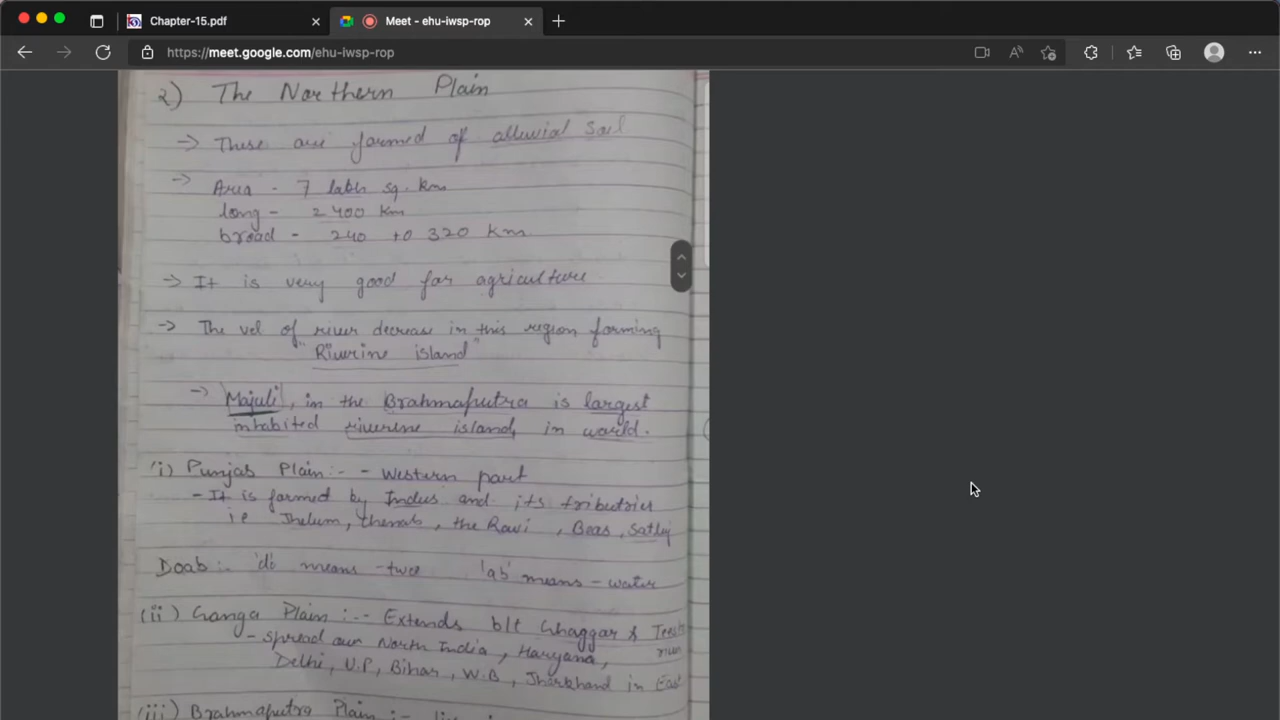 Chapter-15.pdf
Meet - ehu-iwsp-rop
https://meet.google.com/ehu-iwsp-rop
2) The Northern Plain
→ These are formed of alluvial soil
→ Area - 7 lakh sq. km
long - 2400 km
broad - 240 to 320 km
→ It is very good for agriculture
→ The vel of river decrease in this region forming
"Riverine island"
→ Majuli, in the Brahmaputra is largest
inhabited riverine island, in world.
(i) Punjab Plain :- - Western part
- It is formed by Indus and its tributries
ie Jhelum, chenab, the Ravi, Beas, Satluj
Doab :- 'do' means - two 'ab' means - water
(ii) Ganga Plain :-- Extends b/t Ghaggar & Teesta
river
- spread over North India, Haryana,
Delhi, U.P, Bihar, W.B, Jharkhand in East
(iii) Brahmaputra Plain :-